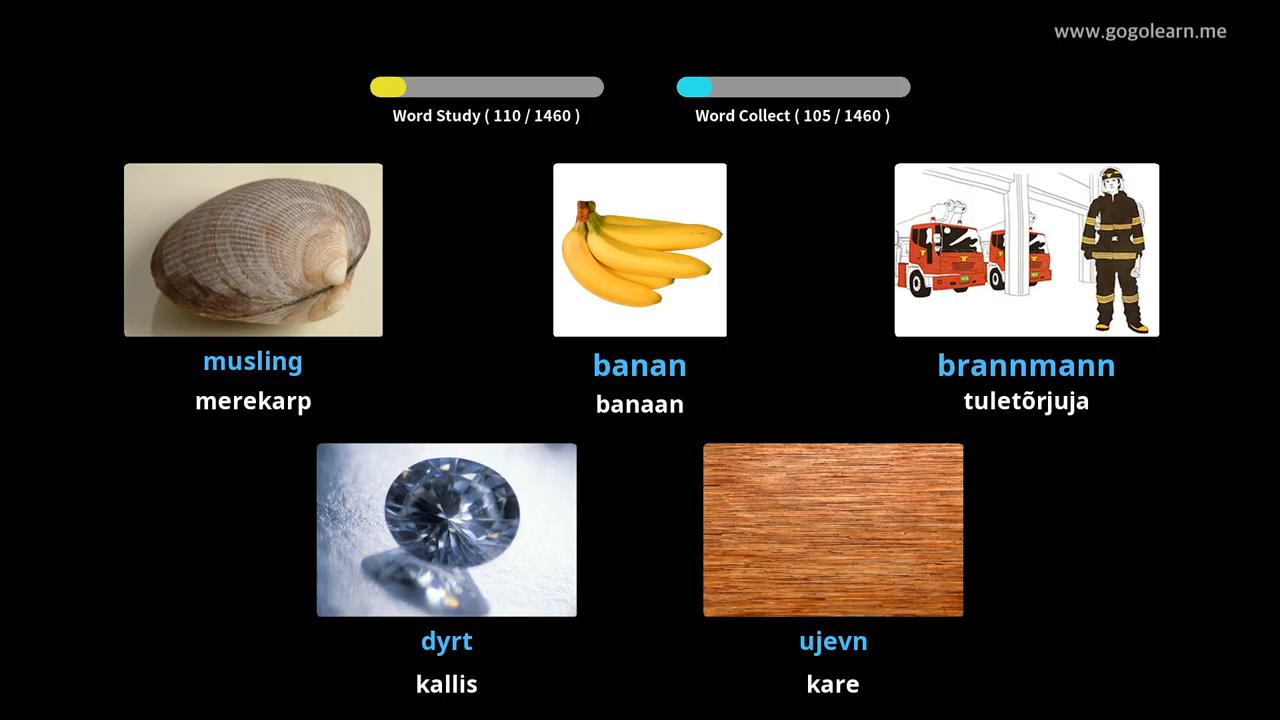 www.gogolearn.me
Word Study ( 110 / 1460 )
Word Collect ( 105 / 1460 )
musling
merekarp
banan
banaan
brannmann
tuletõrjuja
dyrt
kallis
ujevn
kare